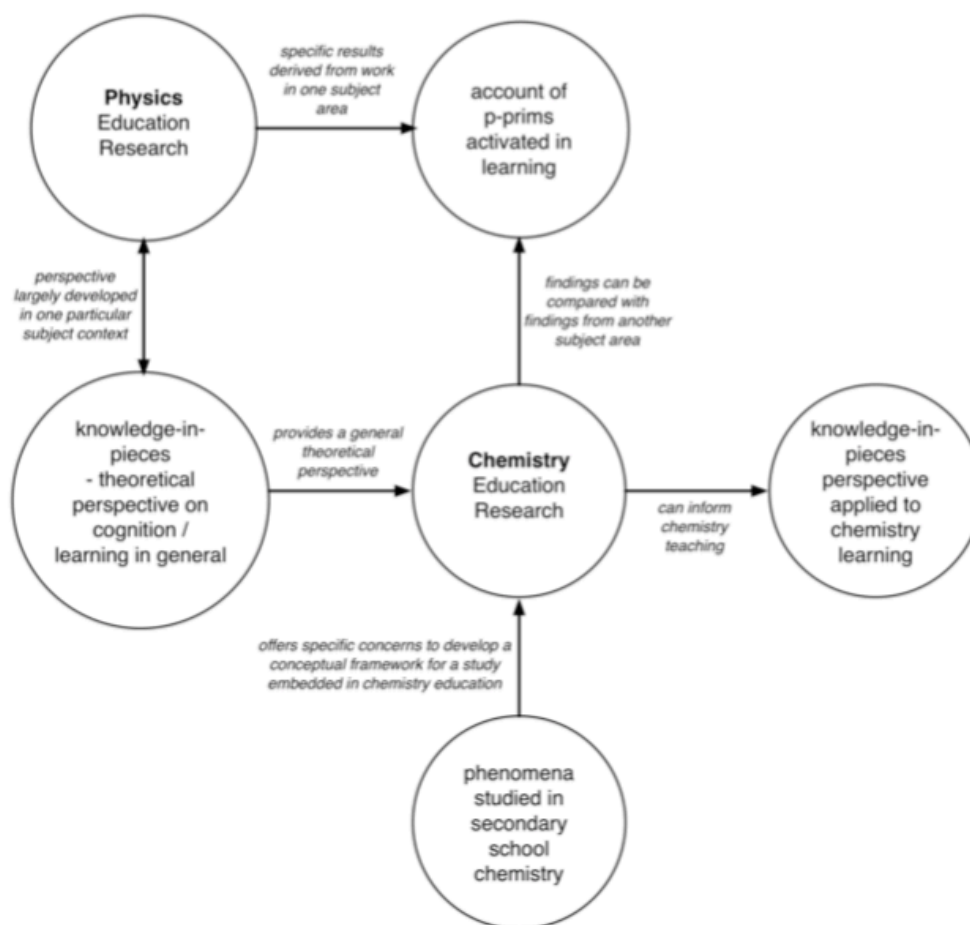 Physics
Education
Research
specific results
derived from work
in one subject
area
account of
p-prims
activated in
learning
perspective
largely developed
in one particular
subject context
findings can be
compared with
findings from another
subject area
knowledge-in-
pieces
- theoretical
perspective on
cognition /
learning in general
provides a general
theoretical
perspective
Chemistry
Education
Research
can inform
chemistry
teaching
knowledge-in-
pieces
perspective
applied to
chemistry
learning
offers specific concerns to develop a
conceptual framework for a study
embedded in chemistry education
phenomena
studied in
secondary
school
chemistry